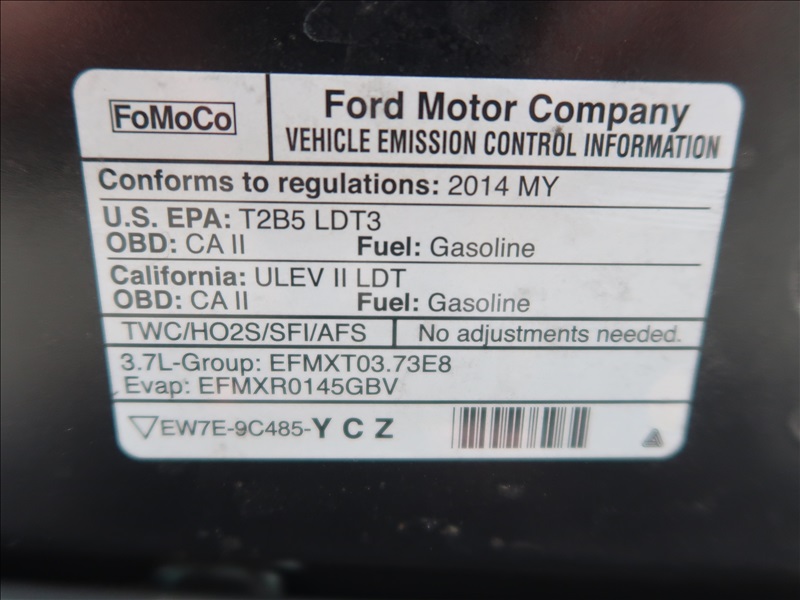 FoMoCo
Ford Motor Company
VEHICLE EMISSION CONTROL INFORMATION
Conforms to regulations: 2014 MY
U.S. EPA: T2B5 LDT3
OBD: CA II Fuel: Gasoline
California: ULEV II LDT
OBD: CA II Fuel: Gasoline
TWC/HO2S/SFI/AFS No adjustments needed.
3.7L-Group: EFMXT03.73E8
Evap: EFMXR0145GBV
EW7E-9C485-Y C Z